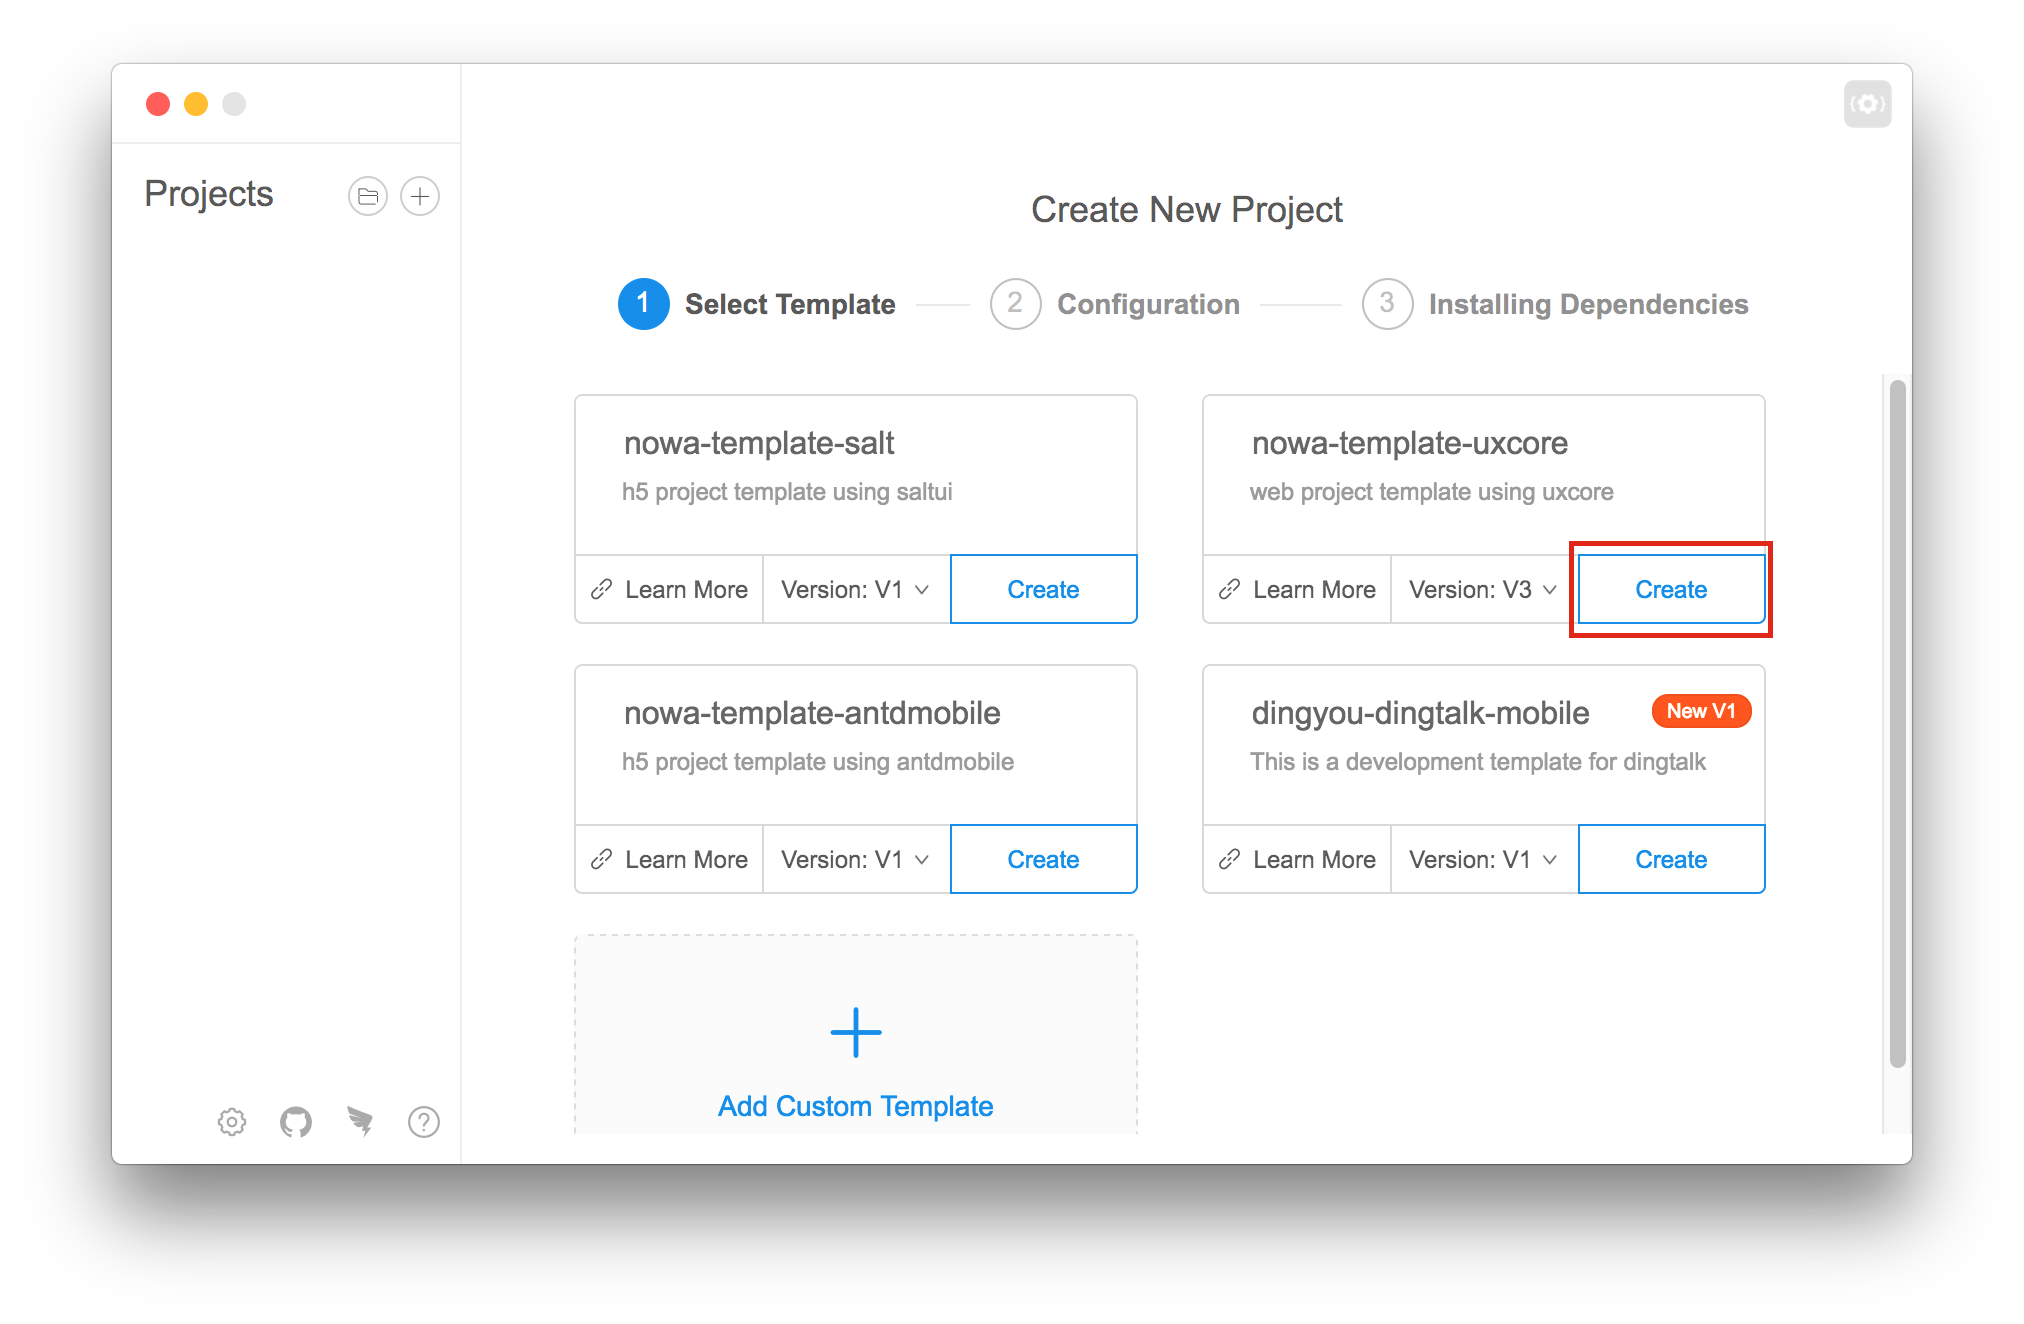 Projects
Create New Project
1 Select Template 2 Configuration 3 Installing Dependencies
nowa-template-salt
h5 project template using saltui
Learn More Version: V1 Create
nowa-template-uxcore
web project template using uxcore
Learn More Version: V3 Create
nowa-template-antdmobile
h5 project template using antdmobile
Learn More Version: V1 Create
dingyou-dingtalk-mobile New V1
This is a development template for dingtalk
Learn More Version: V1 Create
Add Custom Template